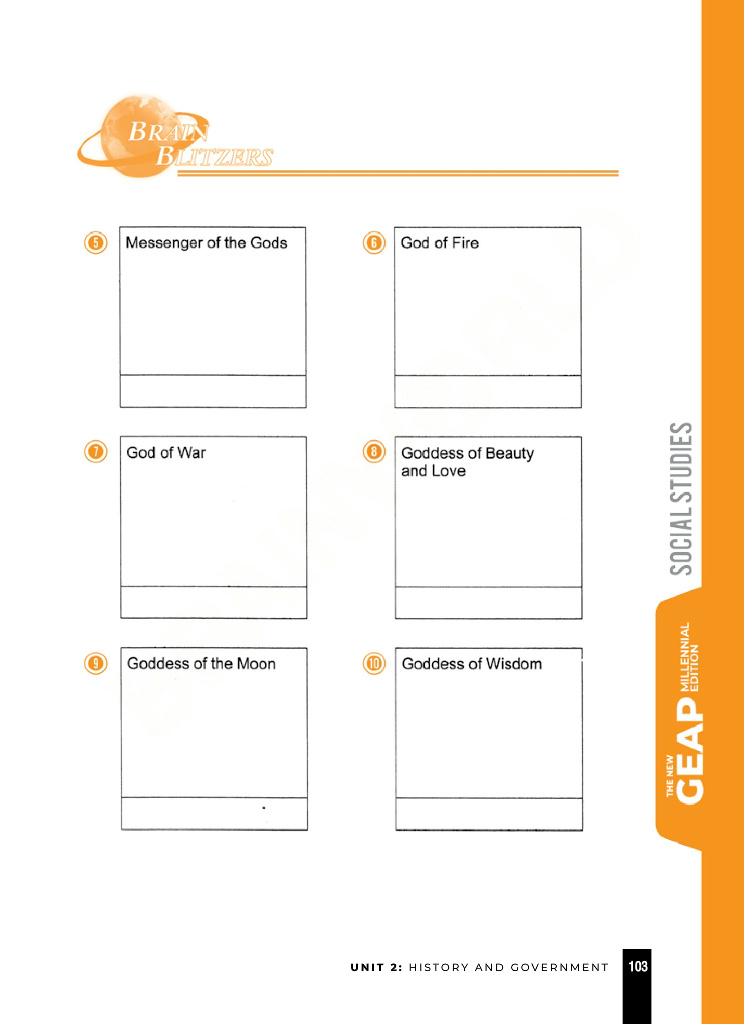 BRAIN
BLITZERS
5
Messenger of the Gods
6
God of Fire
7
God of War
8
Goddess of Beauty
and Love
9
Goddess of the Moon
10
Goddess of Wisdom
SOCIAL STUDIES
THE NEW
GEAP
MILLENNIAL
EDITION
UNIT 2: HISTORY AND GOVERNMENT
103